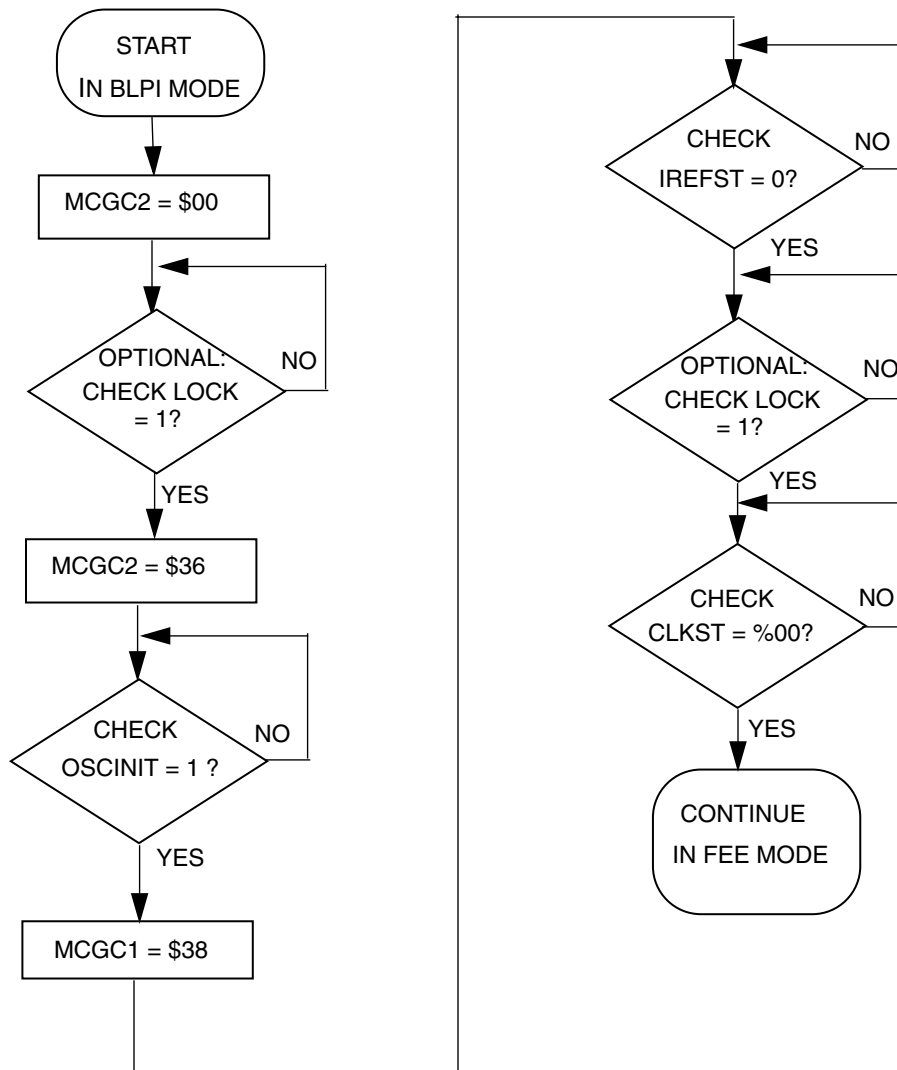 START
IN BLPI MODE
MCGC2 = $00
OPTIONAL:
CHECK LOCK
= 1?
NO
YES
MCGC2 = $36
CHECK
OSCINIT = 1 ?
NO
YES
MCGC1 = $38
CHECK
IREFST = 0?
NO
YES
OPTIONAL:
CHECK LOCK
= 1?
NO
YES
CHECK
CLKST = %00?
NO
YES
CONTINUE
IN FEE MODE